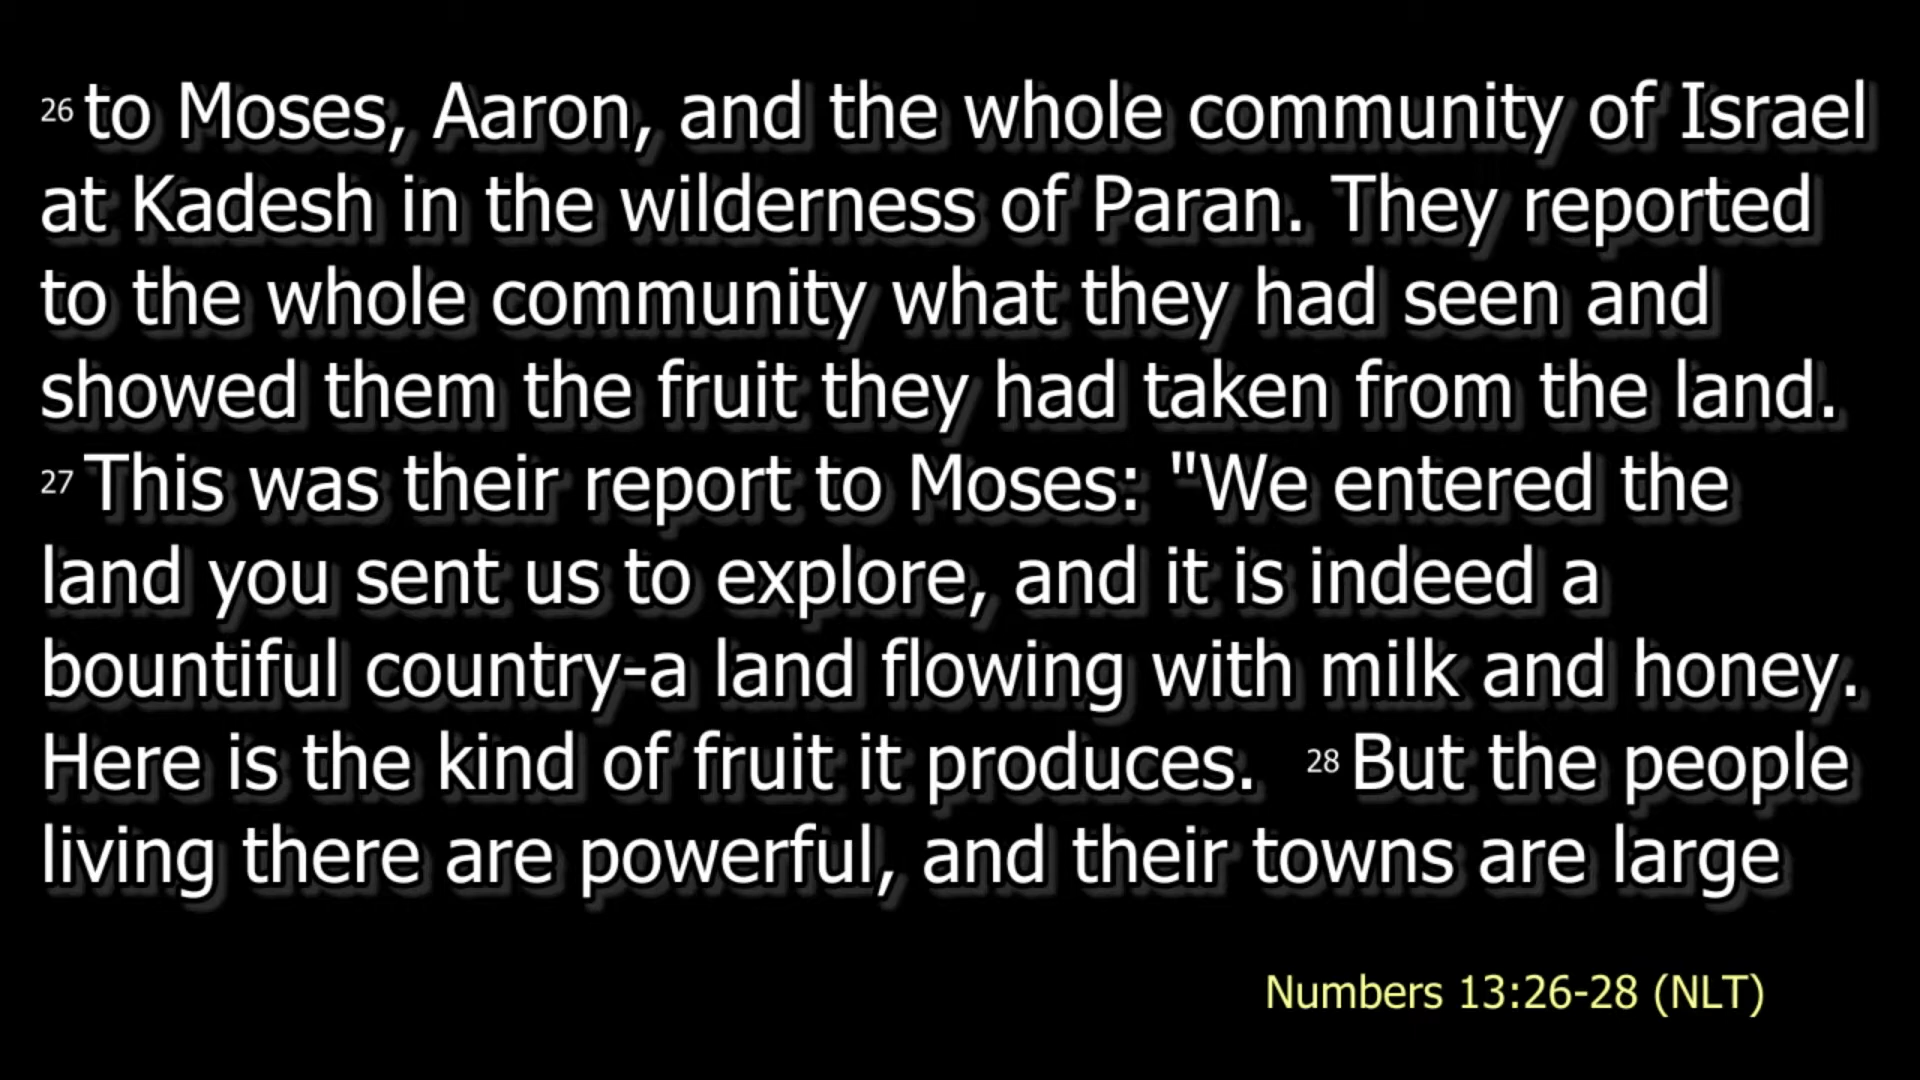 26 to Moses, Aaron, and the whole community of Israel
at Kadesh in the wilderness of Paran. They reported
to the whole community what they had seen and
showed them the fruit they had taken from the land.
27 This was their report to Moses: "We entered the
land you sent us to explore, and it is indeed a
bountiful country-a land flowing with milk and honey.
Here is the kind of fruit it produces. 28 But the people
living there are powerful, and their towns are large
Numbers 13:26-28 (NLT)